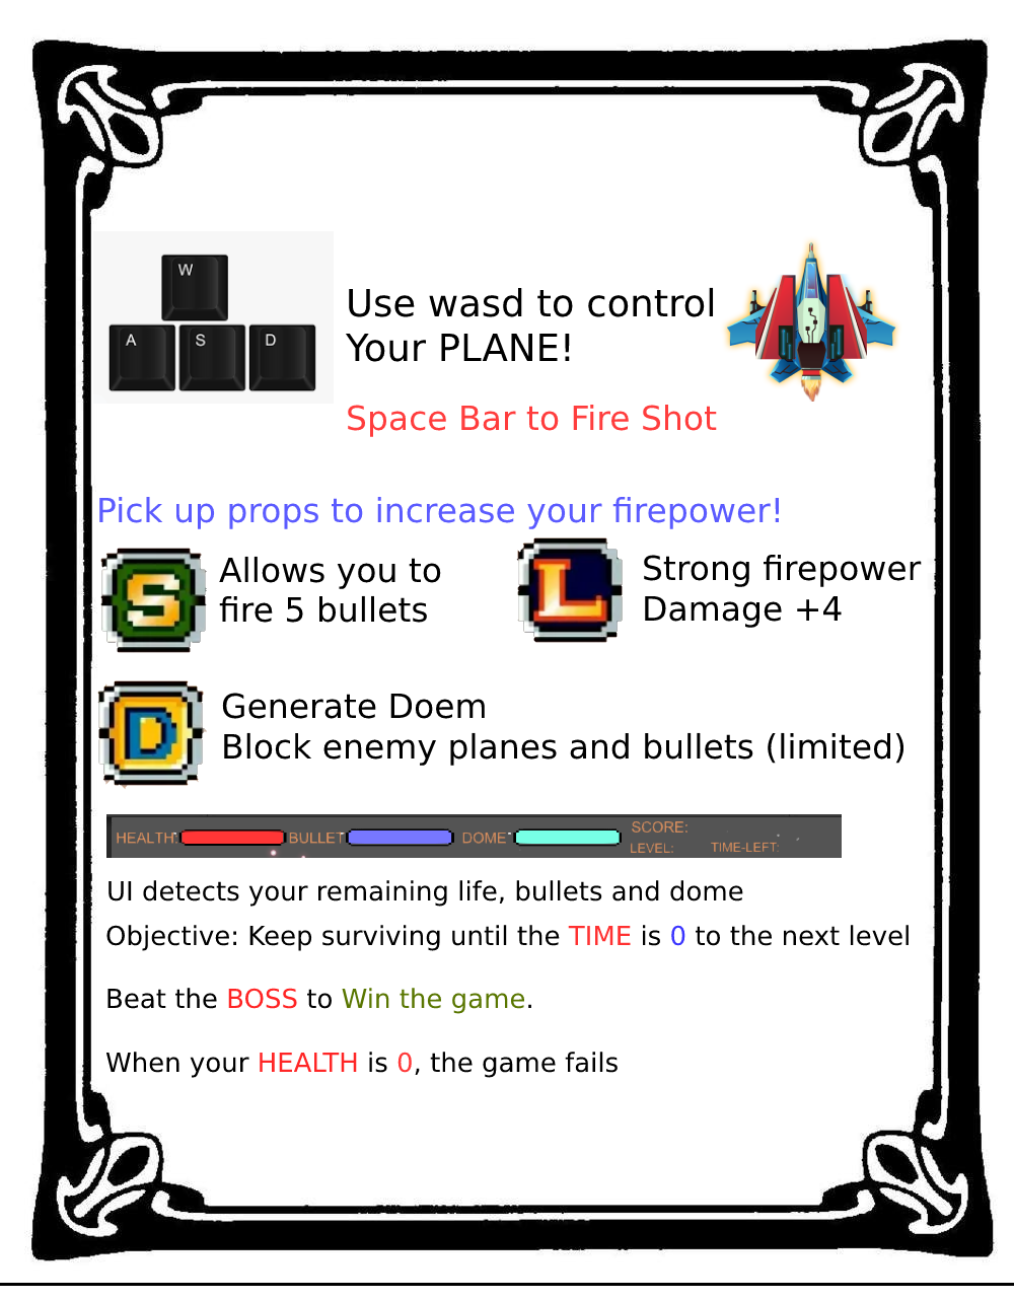 W
A S D
Use wasd to control
Your PLANE!
Space Bar to Fire Shot
Pick up props to increase your firepower!
S
Allows you to
fire 5 bullets
L
Strong firepower
Damage +4
D
Generate Doem
Block enemy planes and bullets (limited)
HEALTH: BULLET DOME SCORE:
LEVEL: TIME-LEFT:
UI detects your remaining life, bullets and dome
Objective: Keep surviving until the TIME is 0 to the next level
Beat the BOSS to Win the game.
When your HEALTH is 0, the game fails